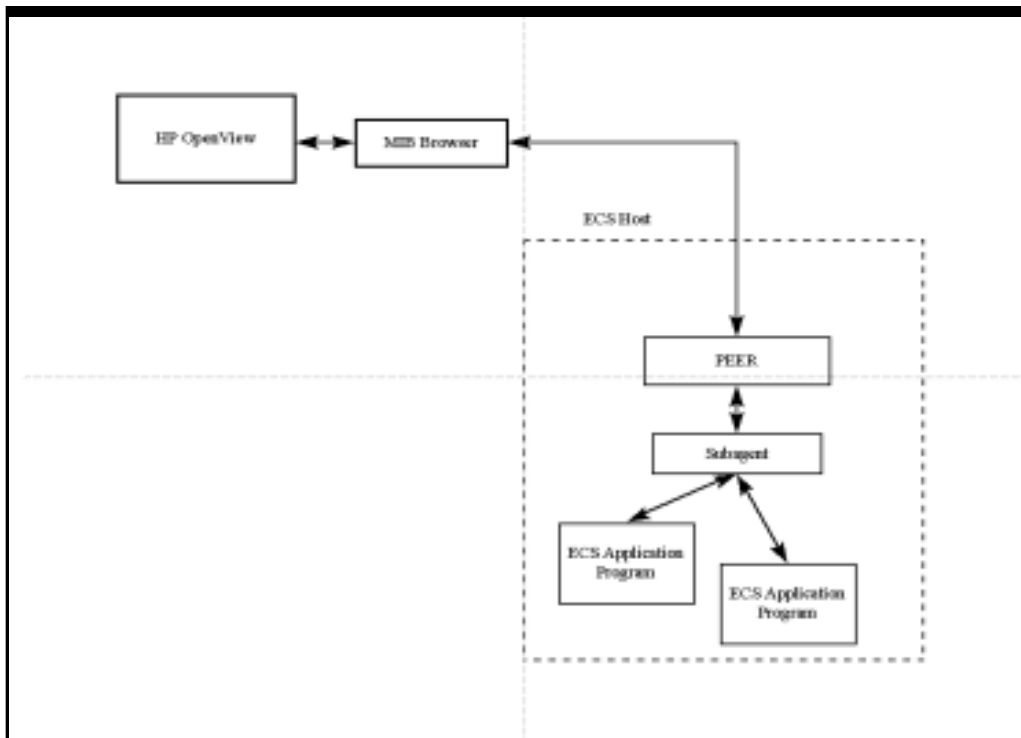 HP OpenView
MIB Browser
ECS Host
PEER
Subagent
ECS Application
Program
ECS Application
Program